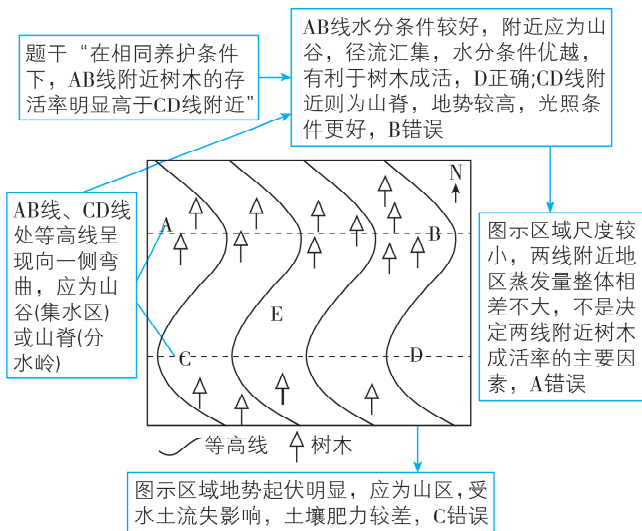 题干“在相同养护条件
下，AB线附近树木的存
活率明显高于CD线附近”
AB线水分条件较好，附近应为山
谷，径流汇集，水分条件优越，
有利于树木成活，D正确;CD线附
近则为山脊，地势较高，光照条
件更好，B错误
AB线、CD线
处等高线呈
现向一侧弯
曲，应为山
谷(集水区)
或山脊(分
水岭)
N
A
B
E
C
D
等高线
树木
图示区域尺度较
小，两线附近地
区蒸发量整体相
差不大，不是决
定两线附近树木
成活率的主要因
素，A错误
图示区域地势起伏明显，应为山区，受
水土流失影响，土壤肥力较差，C错误